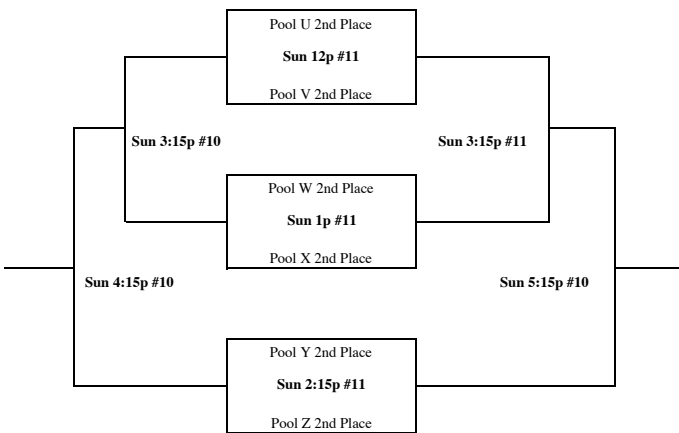 Pool U 2nd Place
Sun 12p #11
Pool V 2nd Place
Sun 3:15p #10
Sun 3:15p #11
Pool W 2nd Place
Sun 1p #11
Pool X 2nd Place
Sun 4:15p #10
Sun 5:15p #10
Pool Y 2nd Place
Sun 2:15p #11
Pool Z 2nd Place